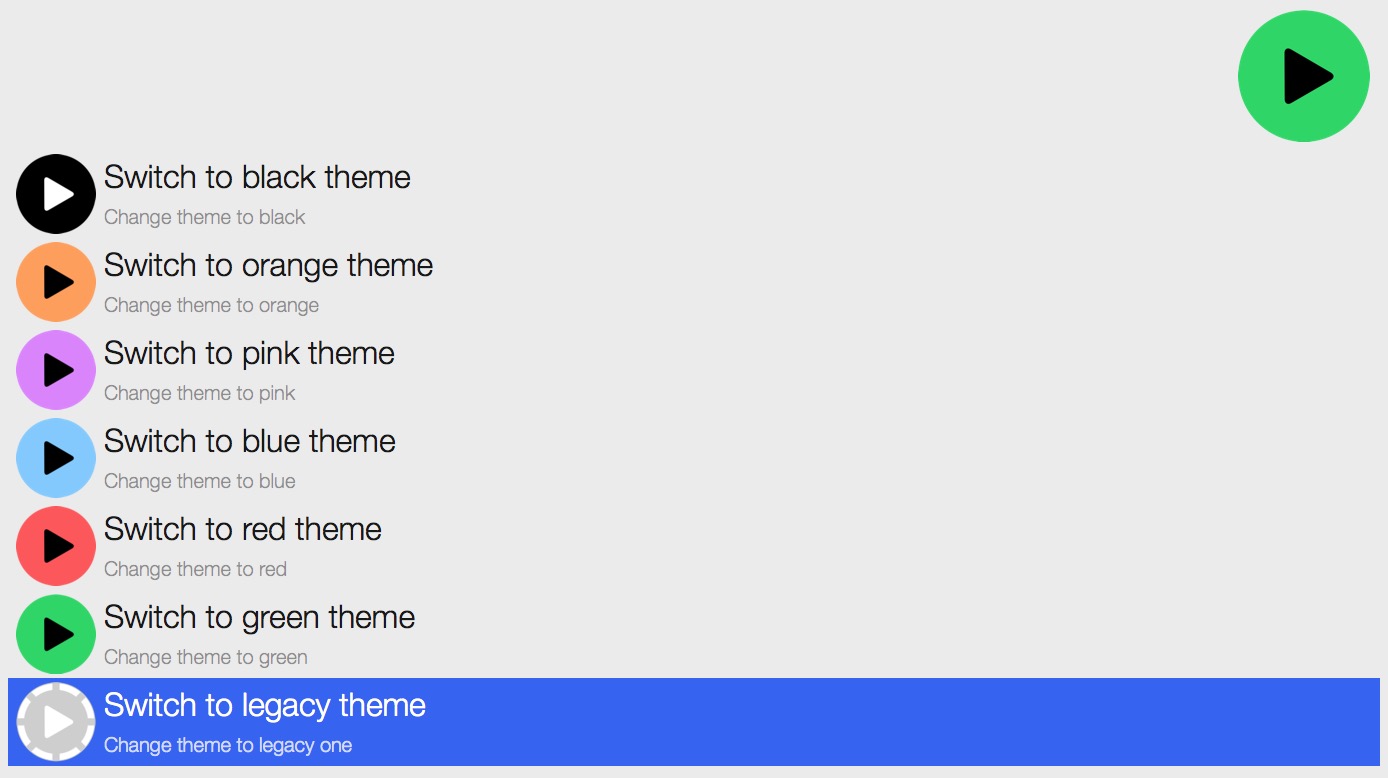 Switch to black theme
Change theme to black
Switch to orange theme
Change theme to orange
Switch to pink theme
Change theme to pink
Switch to blue theme
Change theme to blue
Switch to red theme
Change theme to red
Switch to green theme
Change theme to green
Switch to legacy theme
Change theme to legacy one